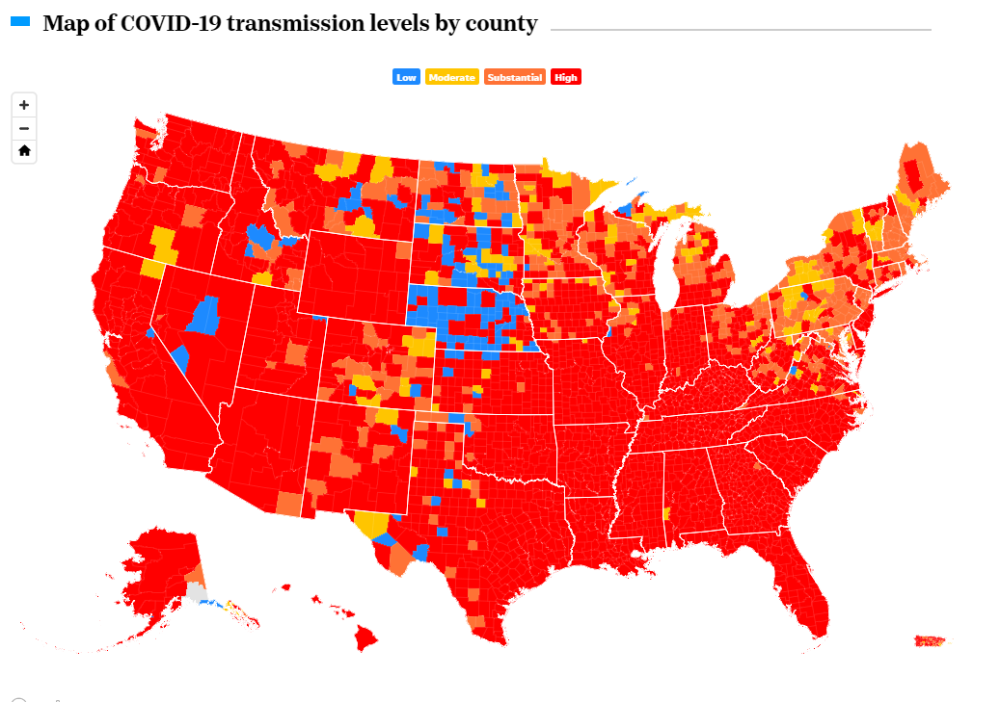 Map of COVID-19 transmission levels by county
Low Moderate Substantial High
+
−